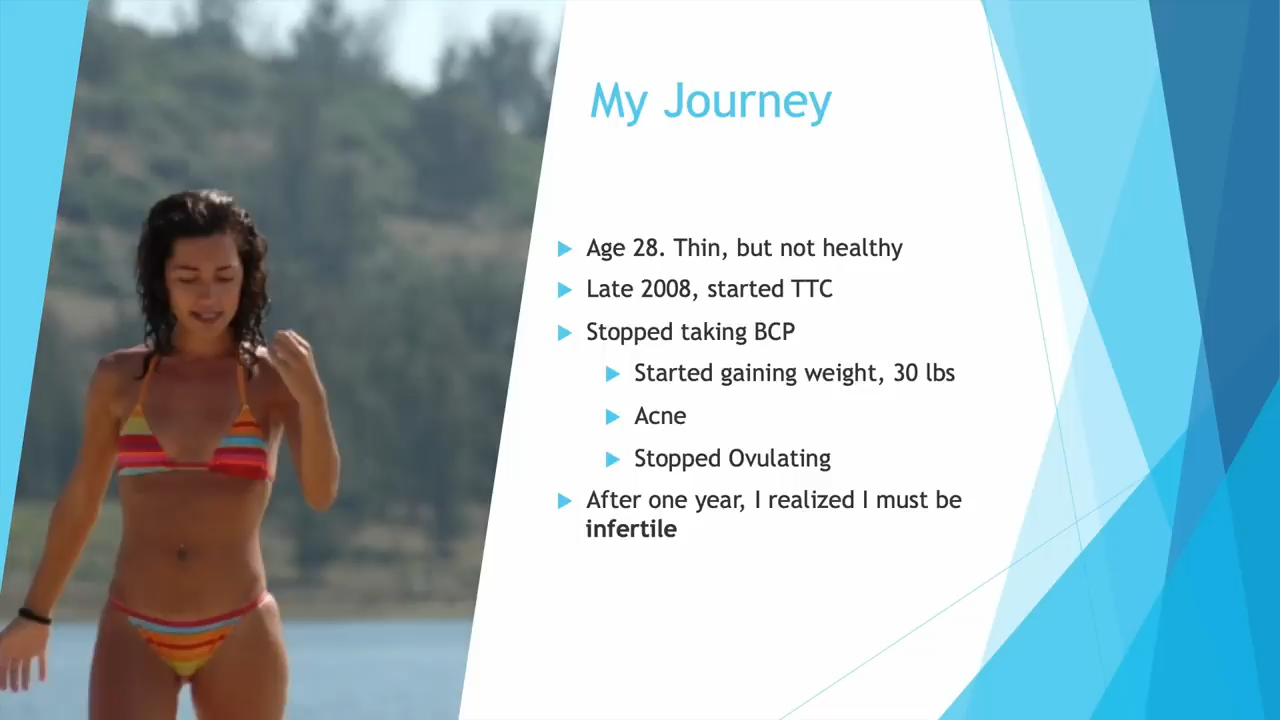 My Journey
Age 28. Thin, but not healthy
Late 2008, started TTC
Stopped taking BCP
Started gaining weight, 30 lbs
Acne
Stopped Ovulating
After one year, I realized I must be
infertile